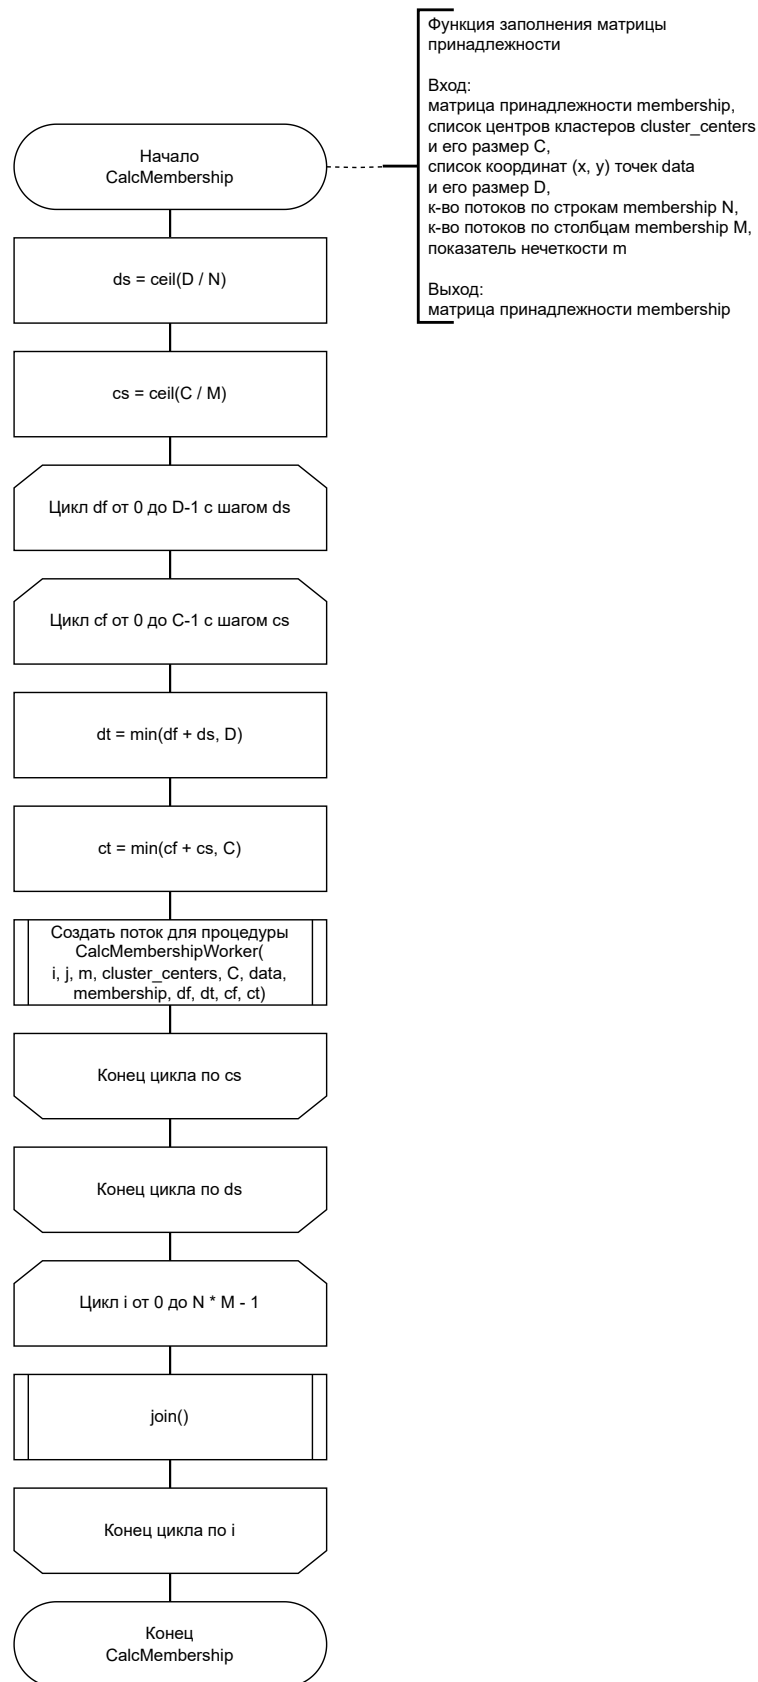 Функция заполнения матрицы
принадлежности
Вход:
матрица принадлежности membership,
список центров кластеров cluster_centers
и его размер C,
список координат (x, y) точек data
и его размер D,
к-во потоков по строкам membership N,
к-во потоков по столбцам membership M,
показатель нечеткости m
Выход:
матрица принадлежности membership
Начало
CalcMembership
ds = ceil(D / N)
cs = ceil(C / M)
Цикл df от 0 до D-1 с шагом ds
Цикл cf от 0 до C-1 с шагом cs
dt = min(df + ds, D)
ct = min(cf + cs, C)
Создать поток для процедуры
CalcMembershipWorker(
i, j, m, cluster_centers, C, data,
membership, df, dt, cf, ct)
Конец цикла по cs
Конец цикла по ds
Цикл i от 0 до N * M - 1
join()
Конец цикла по i
Конец
CalcMembership